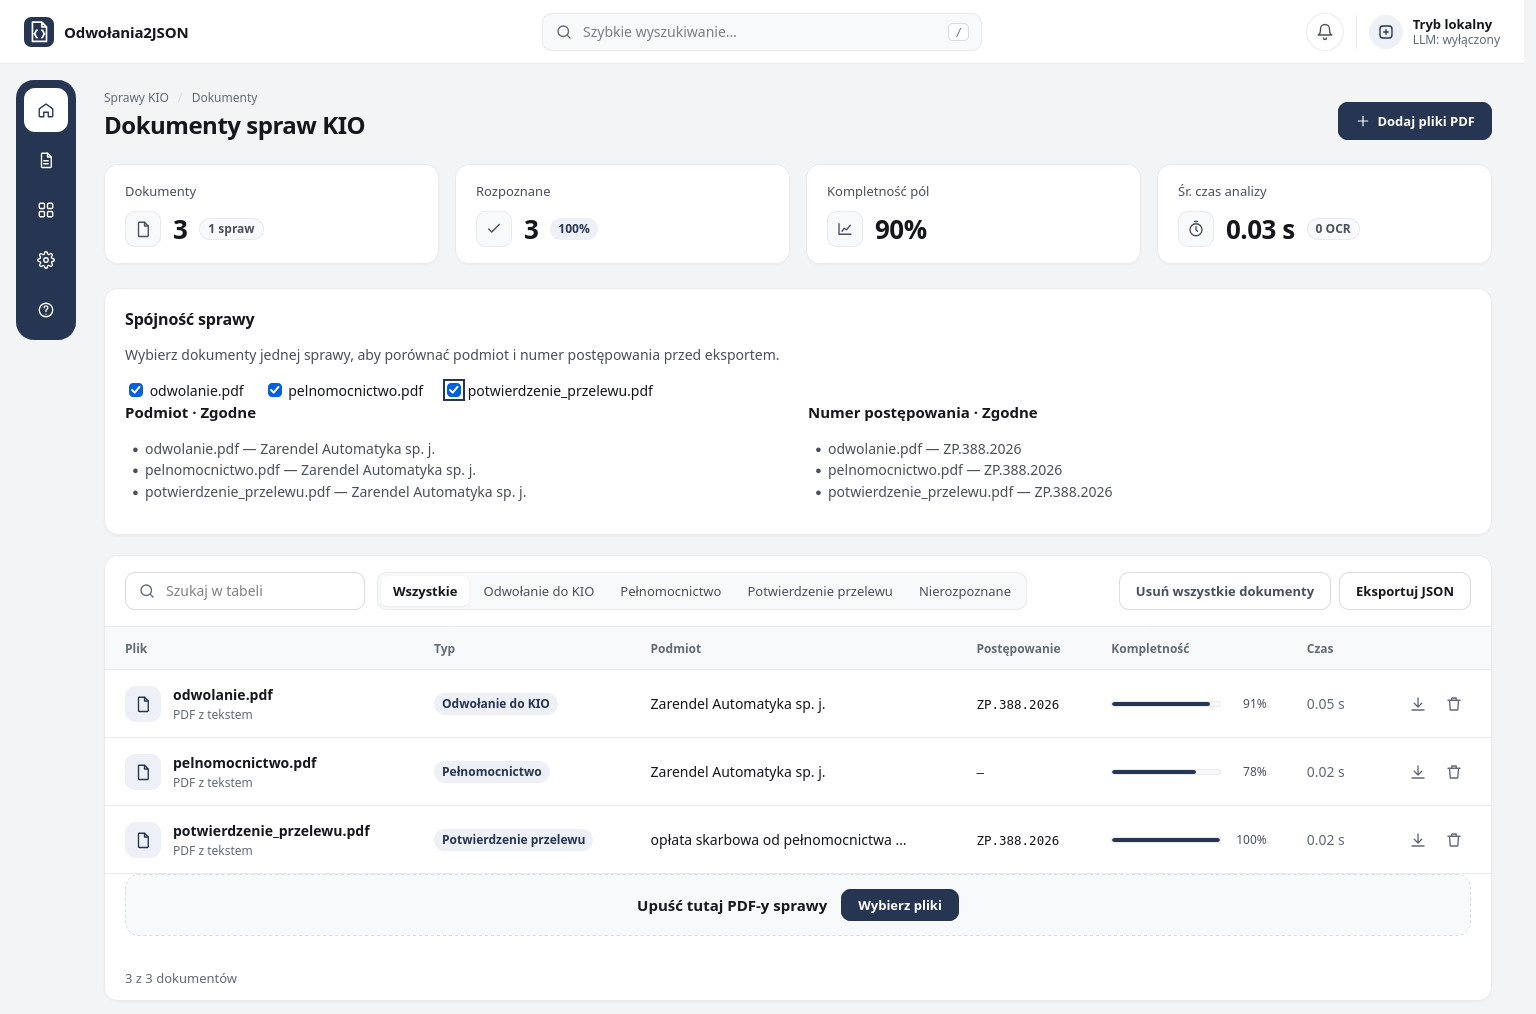 Odwołania2JSON
Szybkie wyszukiwanie...
/
Tryb lokalny
LLM: wyłączony
Sprawy KIO / Dokumenty
Dokumenty spraw KIO
+ Dodaj pliki PDF
Dokumenty
3 1 spraw
Rozpoznane
3 100%
Kompletność pól
90%
Śr. czas analizy
0.03 s 0 OCR
Spójność sprawy
Wybierz dokumenty jednej sprawy, aby porównać podmiot i numer postępowania przed eksportem.
odwolanie.pdf pelnomocnictwo.pdf potwierdzenie_przelewu.pdf
Podmiot · Zgodne
• odwolanie.pdf — Zarendel Automatyka sp. j.
• pelnomocnictwo.pdf — Zarendel Automatyka sp. j.
• potwierdzenie_przelewu.pdf — Zarendel Automatyka sp. j.
Numer postępowania · Zgodne
• odwolanie.pdf — ZP.388.2026
• pelnomocnictwo.pdf — ZP.388.2026
• potwierdzenie_przelewu.pdf — ZP.388.2026
Szukaj w tabeli
Wszystkie Odwołanie do KIO Pełnomocnictwo Potwierdzenie przelewu Nierozpoznane
Usuń wszystkie dokumenty
Eksportuj JSON
Plik Typ Podmiot Postępowanie Kompletność Czas
odwolanie.pdf
PDF z tekstem
Odwołanie do KIO
Zarendel Automatyka sp. j.
ZP.388.2026
91%
0.05 s
pelnomocnictwo.pdf
PDF z tekstem
Pełnomocnictwo
Zarendel Automatyka sp. j.
—
78%
0.02 s
potwierdzenie_przelewu.pdf
PDF z tekstem
Potwierdzenie przelewu
opłata skarbowa od pełnomocnictwa ...
ZP.388.2026
100%
0.02 s
Upuść tutaj PDF-y sprawy
Wybierz pliki
3 z 3 dokumentów